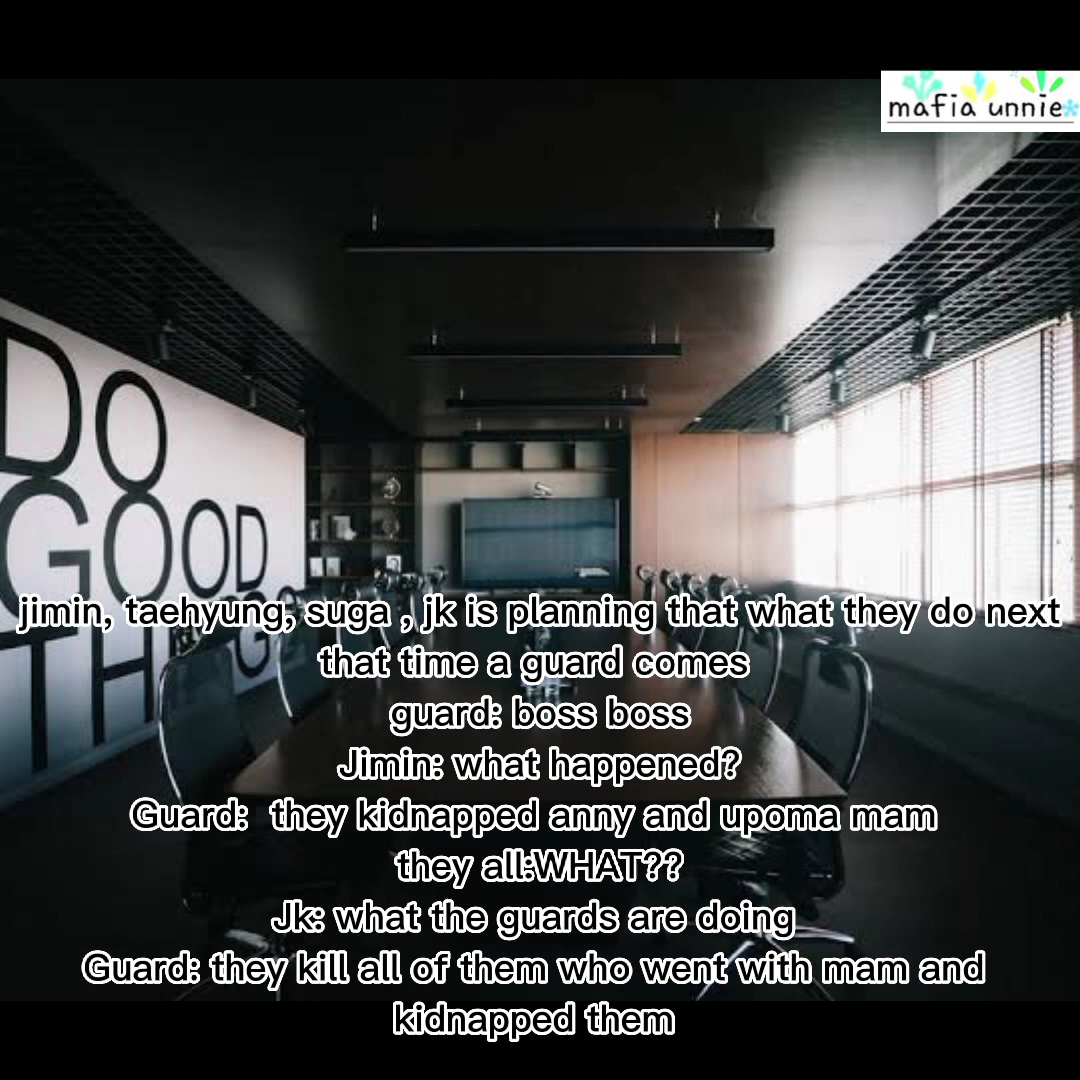 mafia unnie
DO
GOOD
THINGS
jimin, taehyung, suga , jk is planning that what they do next
that time a guard comes
guard: boss boss
Jimin: what happened?
Guard:  they kidnapped anny and upoma mam
they all:WHAT??
Jk: what the guards are doing
Guard: they kill all of them who went with mam and
kidnapped them